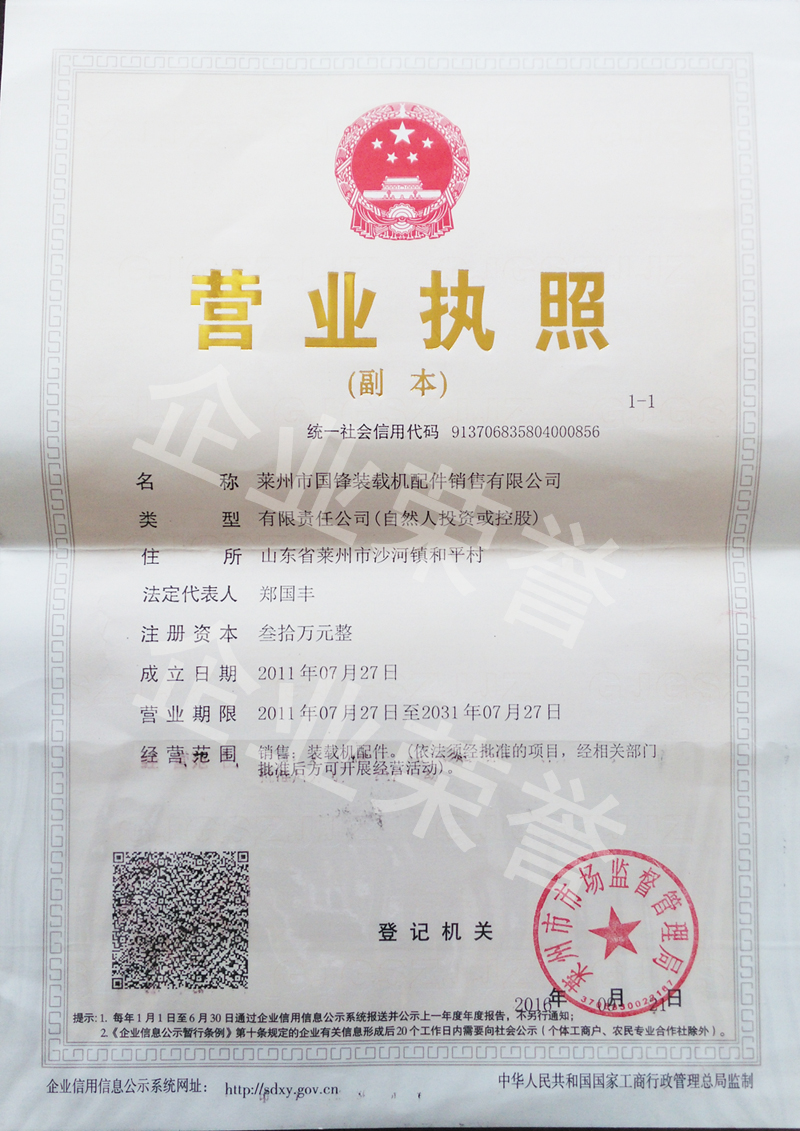 营业执照
(副 本)
1-1
统一社会信用代码 913706835804000856
名 称 莱州市国锋装载机配件销售有限公司
类 型 有限责任公司(自然人投资或控股)
住 所 山东省莱州市沙河镇和平村
法定代表人 郑国丰
注册资本 叁拾万元整
成立日期 2011年07月27日
营业期限 2011年07月27日至2031年07月27日
经营范围 销售：装载机配件。(依法须经批准的项目，经相关部门
批准后方可开展经营活动)。
企业荣誉
企业荣誉
登记机关
莱州市市场监督管理局
2016年 月21日
提示：1. 每年1月1日至6月30日通过企业信用信息公示系统报送并公示上一年度年度报告，不另行通知；
2.《企业信息公示暂行条例》第十条规定的企业有关信息形成后20个工作日内需要向社会公示（个体工商户、农民专业合作社除外）。
企业信用信息公示系统网址： http://sdxy.gov.cn
中华人民共和国国家工商行政管理总局监制